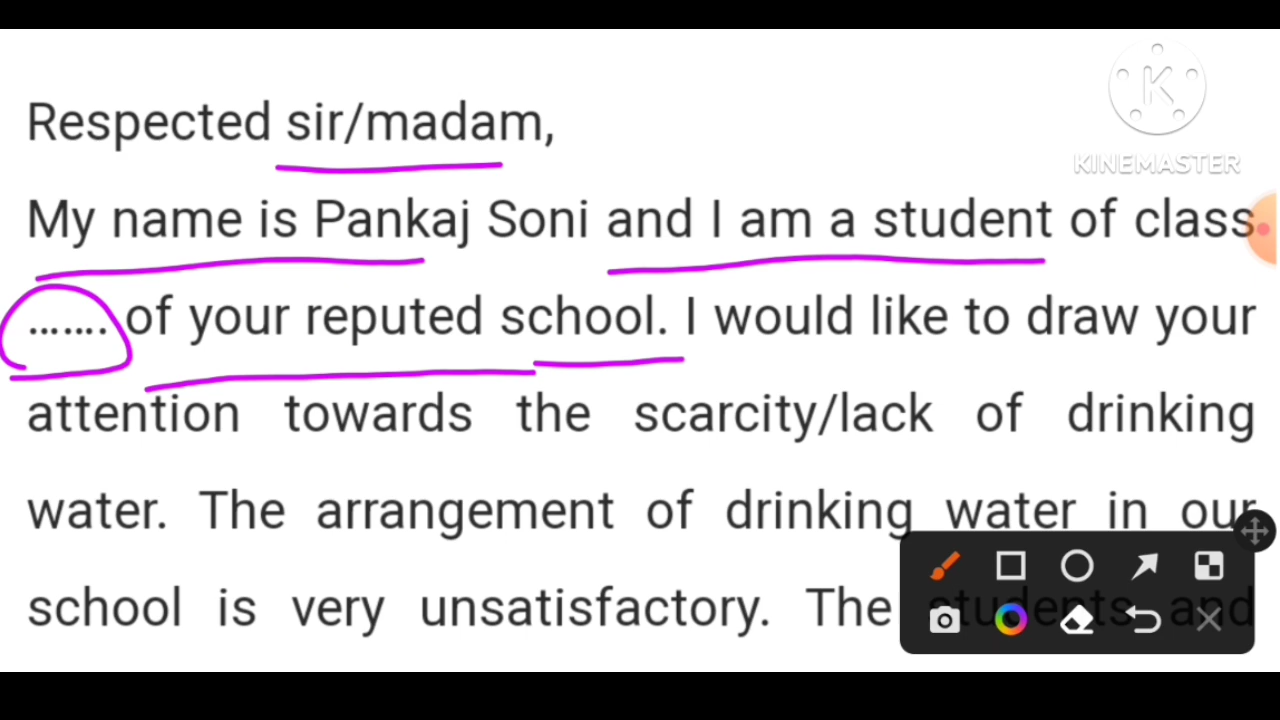 Respected sir/madam,
KINEMASTER
My name is Pankaj Soni and I am a student of class
....... of your reputed school. I would like to draw your
attention towards the scarcity/lack of drinking
water. The arrangement of drinking water in our
school is very unsatisfactory. The students and